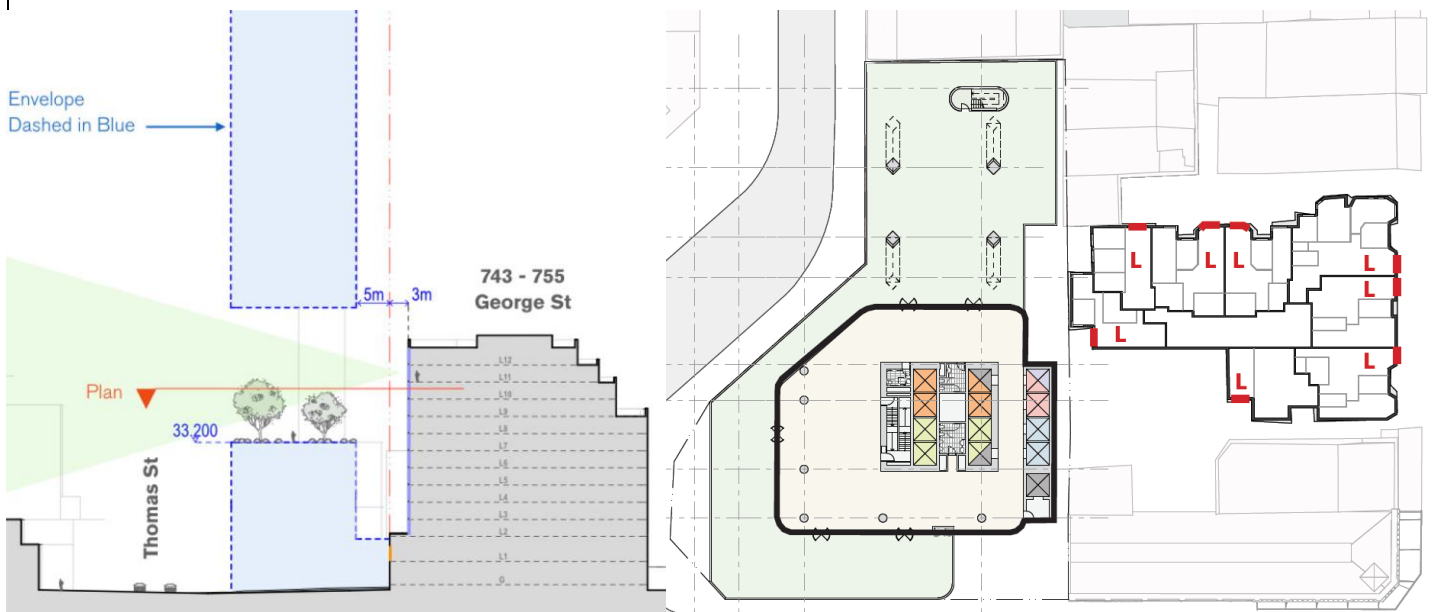 Envelope
Dashed in Blue
5m
3m
743 - 755
George St
L12
L11
Plan
L10
L9
33.200
L8
L7
L6
L5
L4
L3
L2
L1
G
Thomas St
L
L
L
L
L
L
L
L